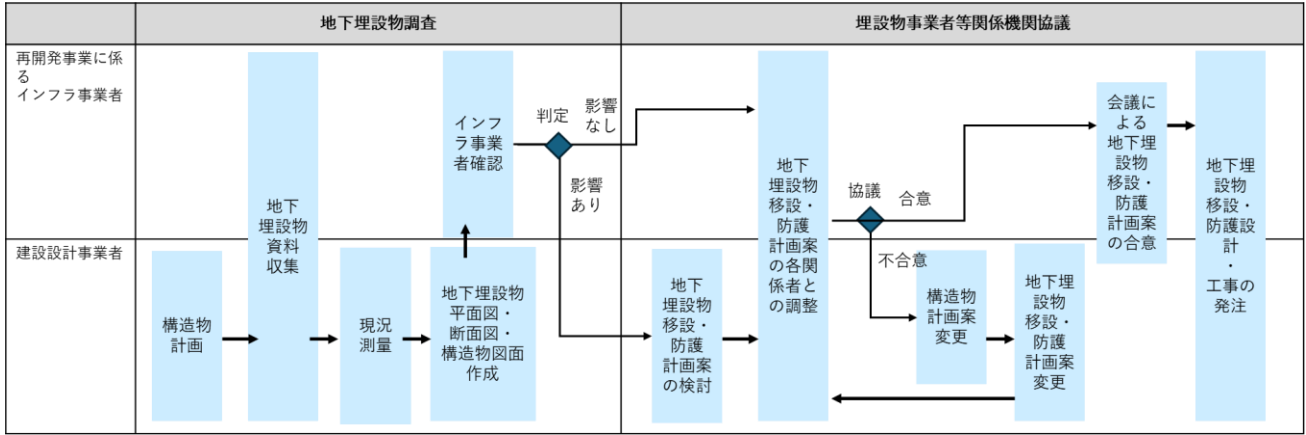 地下埋設物調査
埋設物事業者等関係機関協議
再開発事業に係
る
インフラ事業者
建設設計事業者
構造物
計画
地下
埋設物
資料
収集
現況
測量
地下埋設物
平面図・
断面図・
構造物図面
作成
インフ
ラ事業
者確認
判定
影響
なし
影響
あり
地下
埋設物
移設・
防護
計画案
の検討
地下
埋設物
移設・
防護
計画案
の各関
係者と
の調整
協議
合意
不合意
構造物
計画案
変更
地下埋
設物
移設・
防護
計画案
変更
会議に
よる
地下埋
設物
移設・
防護
計画案
の合意
地下埋
設物
移設・
防護設
計
・
工事の
発注